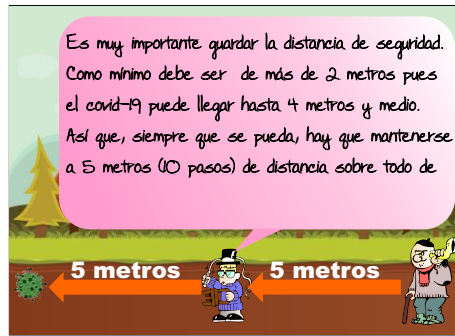 Es muy importante guardar la distancia de seguridad.
Como mínimo debe ser de más de 2 metros pues
el covid-19 puede llegar hasta 4 metros y medio.
Así que, siempre que se pueda, hay que mantenerse
a 5 metros (10 pasos) de distancia sobre todo de
5 metros 5 metros